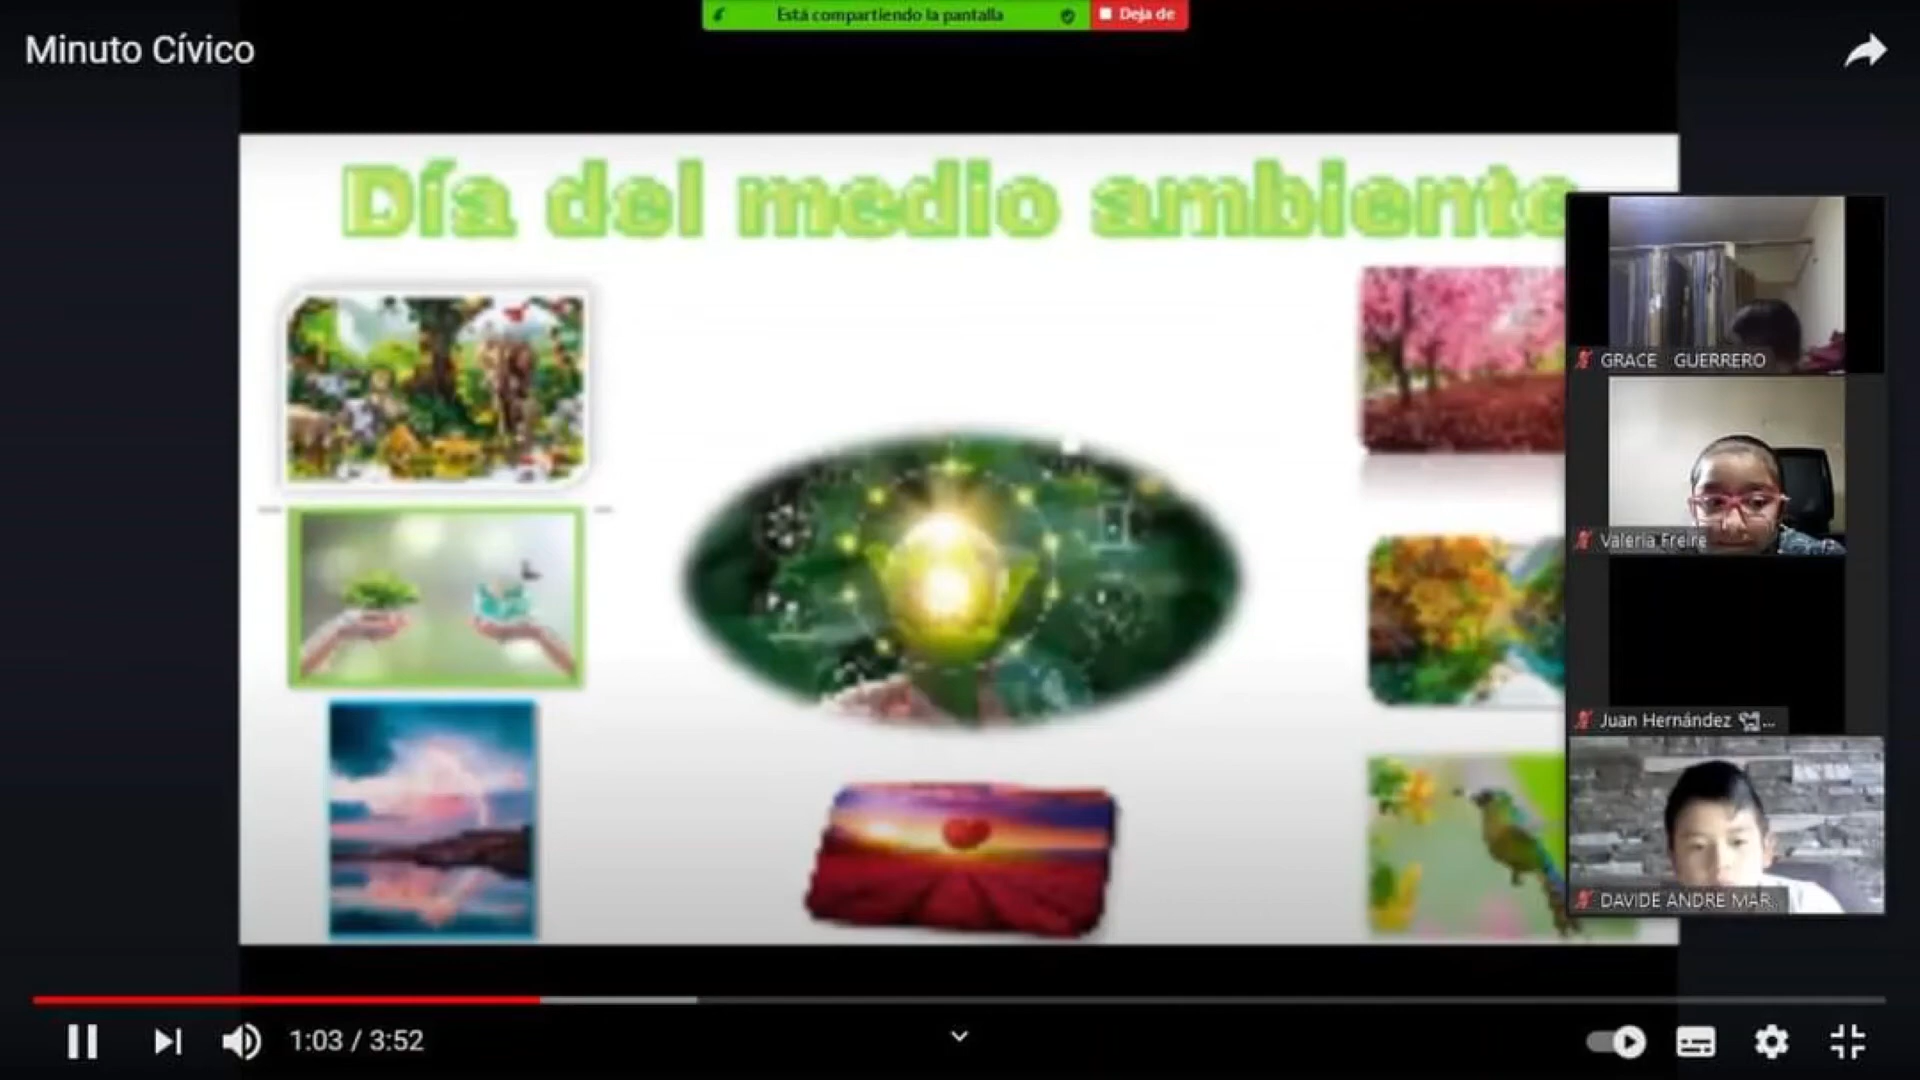 Está compartiendo la pantalla
Deja de
Minuto Cívico
Día del medio ambiente
GRACE GUERRERO
Valeria Freire
Juan Hernández ...
DAVIDE ANDRE MAR...
1:03 / 3:52